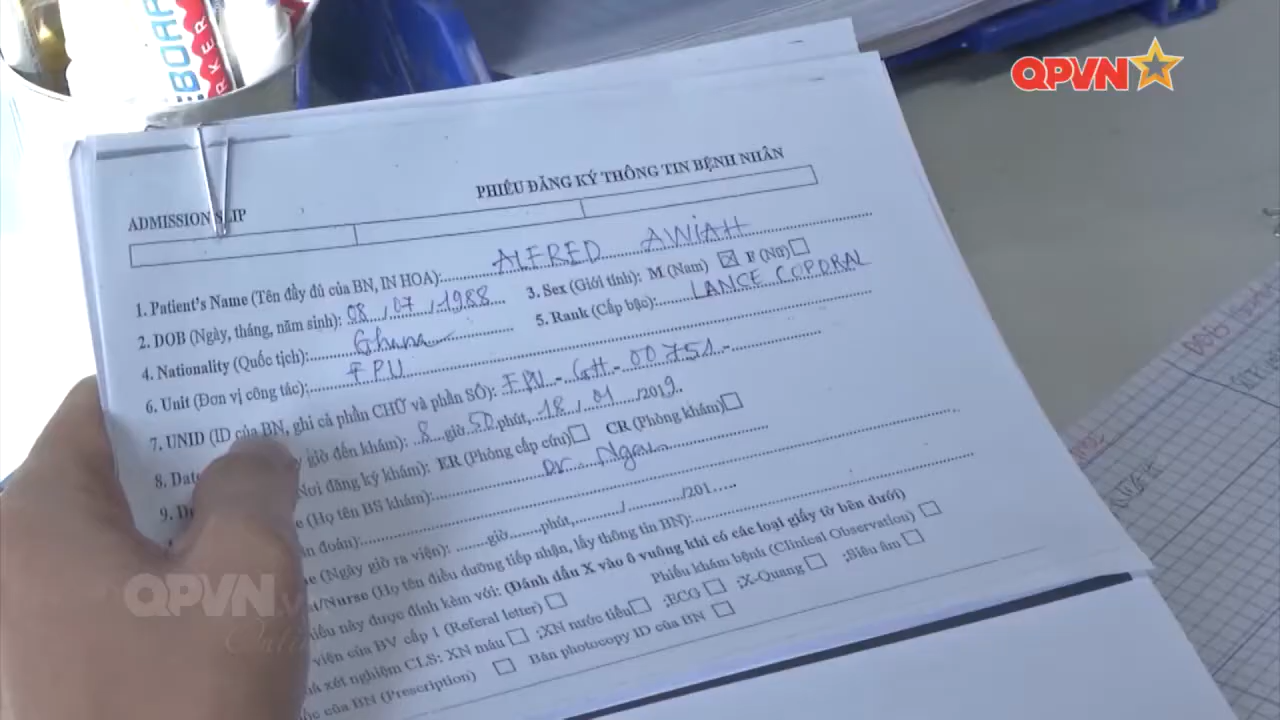 QPVN
PHIẾU ĐĂNG KÝ THÔNG TIN BỆNH NHÂN
ADMISSION SLIP
1. Patient's Name (Tên đầy đủ của BN, IN HOA): ALFRED AWIAH
2. DOB (Ngày, tháng, năm sinh): 08/07/1988 3. Sex (Giới tính): M (Nam) ☒ F (Nữ) ☐
4. Nationality (Quốc tịch): Ghana 5. Rank (Cấp bậc): LANCE COPORAL
6. Unit (Đơn vị công tác): FPU
7. UNID (ID của BN, ghi cả phần CHỮ và phần SỐ): FPU-GH-00751-
8. Date giờ đến khám): 8 giờ 50 phút, 18/01/2019.
9. Nơi đăng ký khám): ER (Phòng cấp cứu) ☐ CR (Phòng khám) ☐
(Họ tên BS khám): Dr Ngan
đoán):
(Ngày giờ ra viện): giờ phút, / /201
/Nurse (Họ tên điều dưỡng tiếp nhận, lấy thông tin BN):
này được đính kèm với: (Đánh dấu X vào ô vuông khi có các loại giấy tờ bên dưới)
viện của BV cấp 1 (Referal letter) ☐ Phiếu khám bệnh (Clinical Observation) ☐
xét nghiệm CLS: XN máu ☐ ;XN nước tiểu ☐ ;ECG ☐ ;X-Quang ☐ ;Siêu âm ☐
của BN (Prescription) ☐ Bản photocopy ID của BN ☐
QPVN
Online